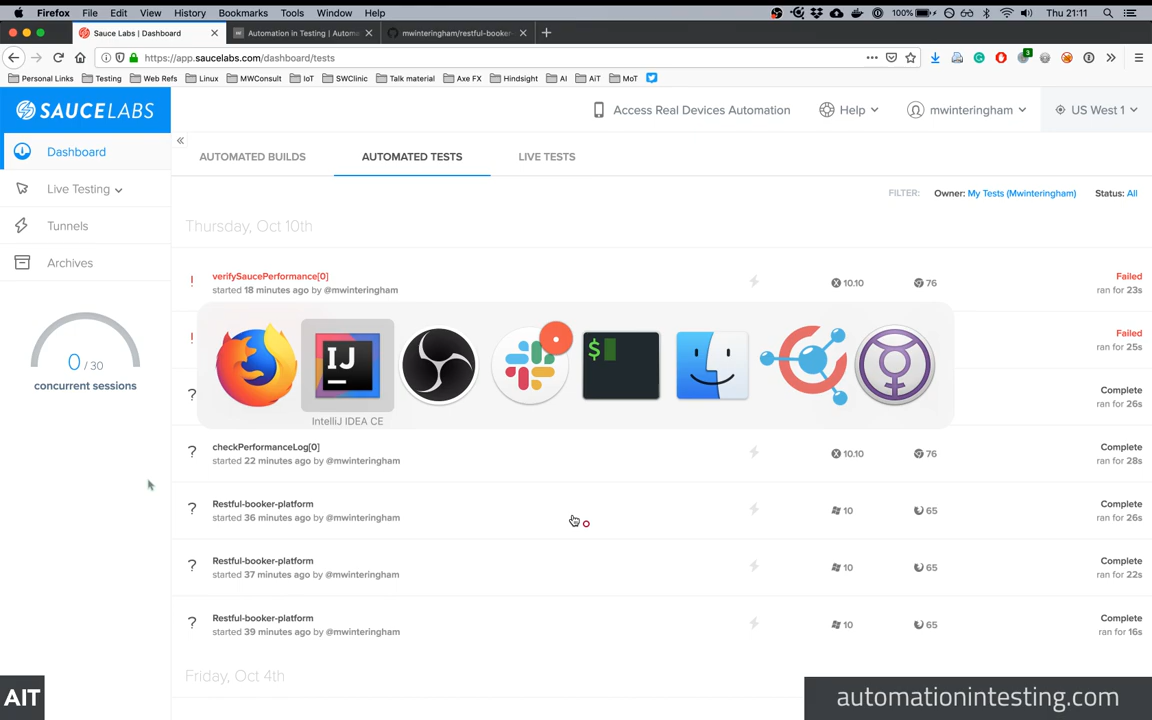 Firefox File Edit View History Bookmarks Tools Window Help 100% Thu 21:11
Sauce Labs | Dashboard
Automation in Testing | Automa
mwinteringham/restful-booker-
https://app.saucelabs.com/dashboard/tests
3
Personal Links Testing Web Refs Linux MWConsult IoT SWClinic Talk material Axe FX Hindsight AI AiT MoT
SAUCELABS
Access Real Devices Automation Help mwinteringham US West 1
Dashboard
Live Testing
Tunnels
Archives
0 / 30
concurrent sessions
AUTOMATED BUILDS AUTOMATED TESTS LIVE TESTS
FILTER: Owner: My Tests (Mwinteringham) Status: All
Thursday, Oct 10th
! verifySaucePerformance[0] 10.10 76 Failed
started 18 minutes ago by @mwinteringham ran for 23s
! Failed
ran for 25s
IJ
$
IntelliJ IDEA CE
? Complete
ran for 26s
? checkPerformanceLog[0] 10.10 76 Complete
started 22 minutes ago by @mwinteringham ran for 28s
? Restful-booker-platform 10 65 Complete
started 36 minutes ago by @mwinteringham ran for 26s
? Restful-booker-platform 10 65 Complete
started 37 minutes ago by @mwinteringham ran for 22s
? Restful-booker-platform 10 65 Complete
started 39 minutes ago by @mwinteringham ran for 16s
Friday, Oct 4th
AIT
automationintesting.com